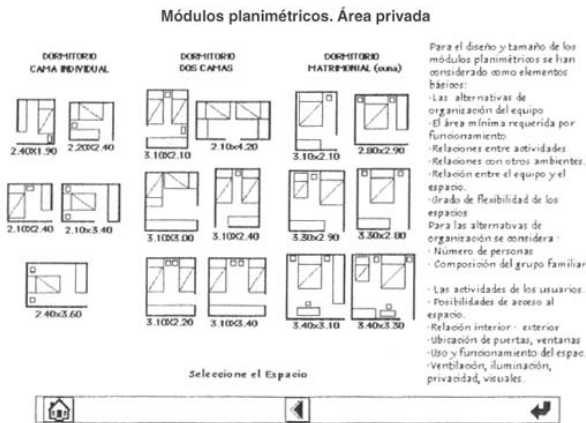 Módulos planimétricos. Área privada
DORMITORIO
CAMA INDIVIDUAL
DORMITORIO
DOS CAMAS
DORMITORIO
MATRIMONIAL (cuna)
2.40X1.90
2.20X2.40
3.10X2.10
2.10x4.20
3.10x2.10
2.80x2.90
2.10X2.40
2.10x3.40
3.10X3.00
3.10X2.40
3.30x2.90
3.30x2.80
2.40x3.60
3.10X2.20
3.10X3.40
3.40x3.10
3.40x3.30
Seleccione el Espacio
Para el diseño y tamaño de los
módulos planimétricos se han
considerado como elementos
básicos:
-Las alternativas de
organización del equipo
-El área mínima requerida por
funcionamiento
-Relaciones entre actividades
-Relaciones con otros ambientes.
-Relación entre el equipo y el
espacio.
-Grado de flexibilidad de los
espacios
Para las alternativas de
organización se considera
- Número de personas
- Composición del grupo familiar
- Las actividades de los usuarios.
- Posibilidades de acceso al
espacio.
-Relación interior - exterior
-Ubicación de puertas, ventanas
-Uso y funcionamiento del espac.
-Ventilación, iluminación,
privacidad, visuales.